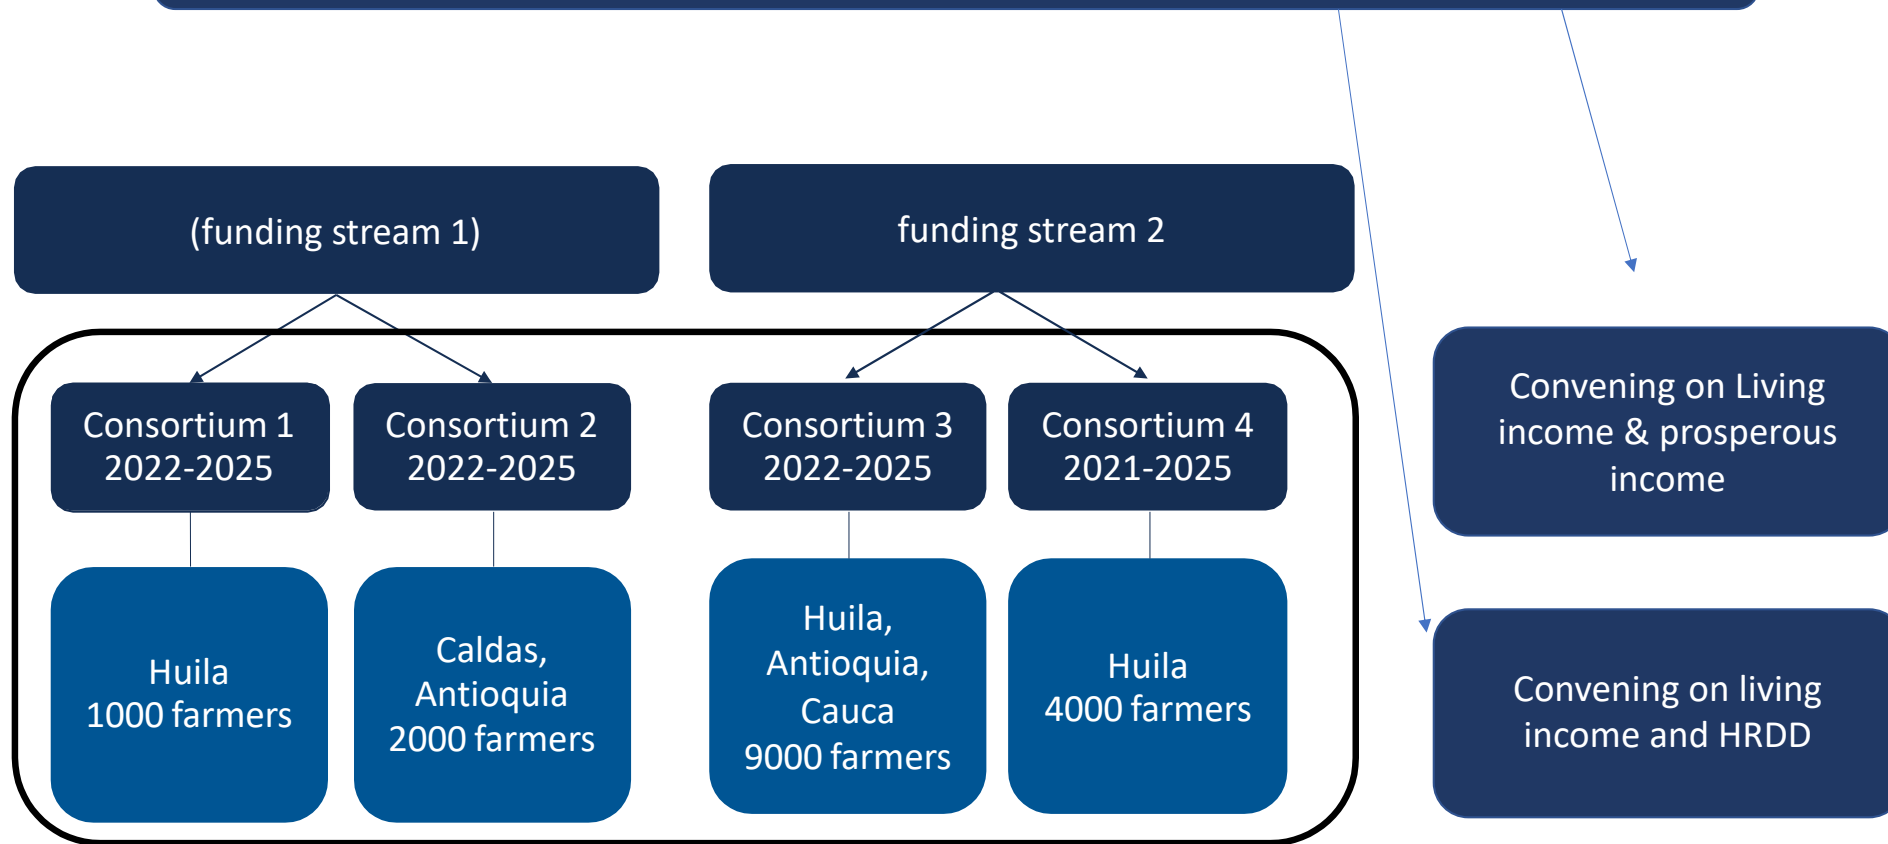 (funding stream 1)
funding stream 2
Consortium 1
2022-2025
Consortium 2
2022-2025
Consortium 3
2022-2025
Consortium 4
2021-2025
Huila
1000 farmers
Caldas,
Antioquia
2000 farmers
Huila,
Antioquia,
Cauca
9000 farmers
Huila
4000 farmers
Convening on Living
income & prosperous
income
Convening on living
income and HRDD